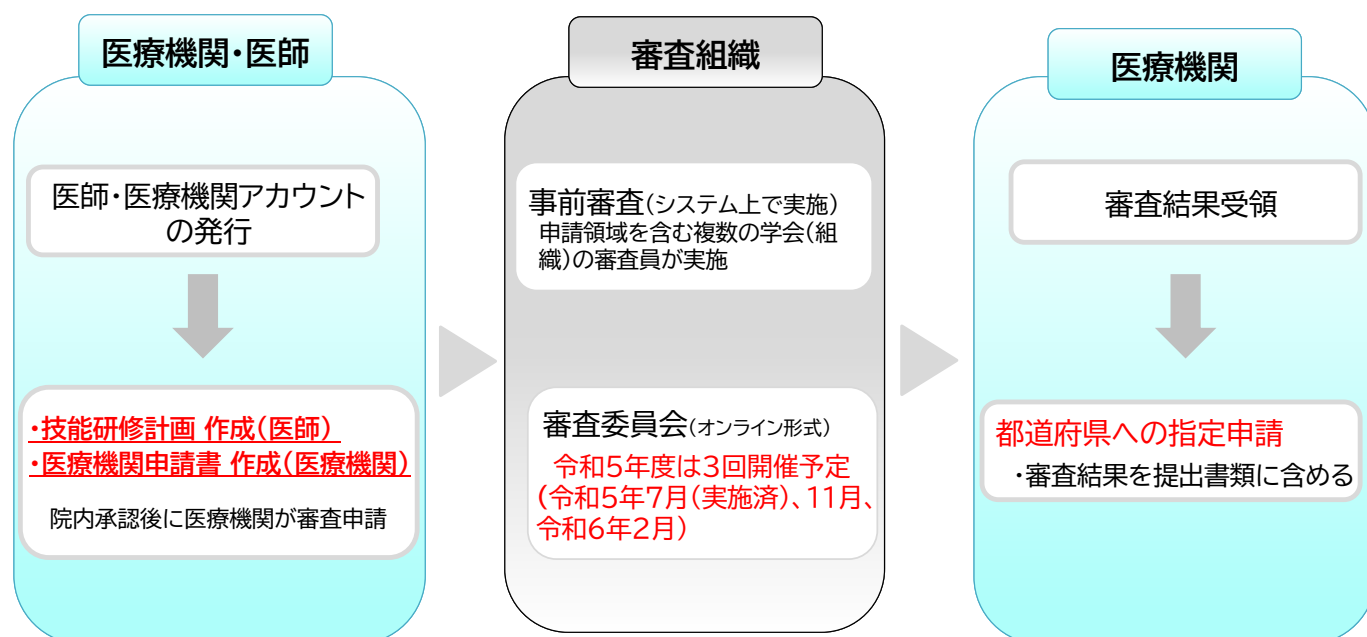 医療機関・医師
医師・医療機関アカウント
の発行
・技能研修計画 作成(医師)
・医療機関申請書 作成(医療機関)
院内承認後に医療機関が審査申請
審査組織
事前審査(システム上で実施)
申請領域を含む複数の学会(組
織)の審査員が実施
審査委員会(オンライン形式)
令和5年度は3回開催予定
(令和5年7月(実施済)、11月、
令和6年2月)
医療機関
審査結果受領
都道府県への指定申請
・審査結果を提出書類に含める